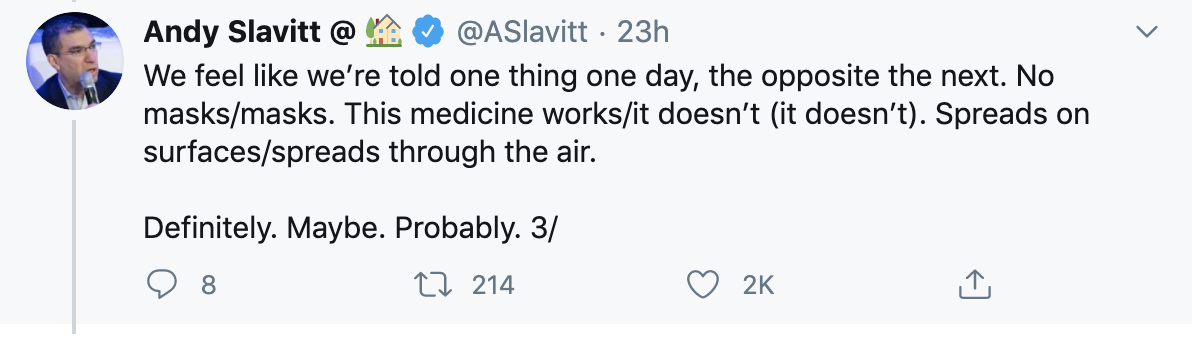 Andy Slavitt @ 🏡 @ASlavitt · 23h
We feel like we’re told one thing one day, the opposite the next. No
masks/masks. This medicine works/it doesn’t (it doesn’t). Spreads on
surfaces/spreads through the air.
Definitely. Maybe. Probably. 3/
8 214 2K